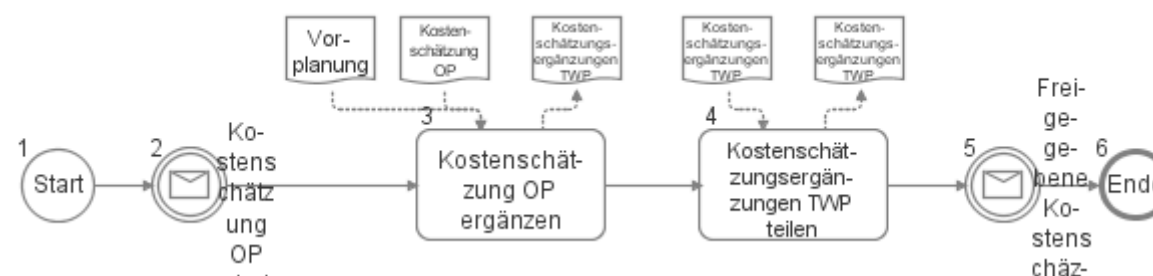 Vor-
planung
Kosten-
schätzung
OP
Kosten-
schätzungs-
ergänzungen
TWP
Kosten-
schätzungs-
ergänzungen
TWP
Kosten-
schätzungs-
ergänzungen
TWP
1
Start
2
Ko-
stens
chätz
ung
OP
3
Kostenschät-
zung OP
ergänzen
4
Kostenschät-
zungsergän-
zungen TWP
teilen
5
Frei-
ge-
ge-
bene
Ko-
stens
chäz-
6
Ende